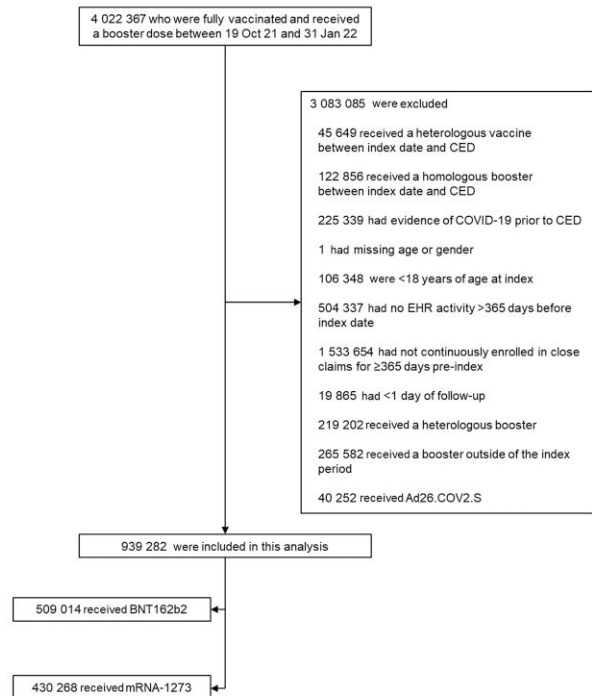 4 022 367 who were fully vaccinated and received
a booster dose between 19 Oct 21 and 31 Jan 22
3 083 085 were excluded
45 649 received a heterologous vaccine
between index date and CED
122 856 received a homologous booster
between index date and CED
225 339 had evidence of COVID-19 prior to CED
1 had missing age or gender
106 348 were <18 years of age at index
504 337 had no EHR activity >365 days before
index date
1 533 654 had not continuously enrolled in close
claims for ≥365 days pre-index
19 865 had <1 day of follow-up
219 202 received a heterologous booster
265 582 received a booster outside of the index
period
40 252 received Ad26.COV2.S
939 282 were included in this analysis
509 014 received BNT162b2
430 268 received mRNA-1273